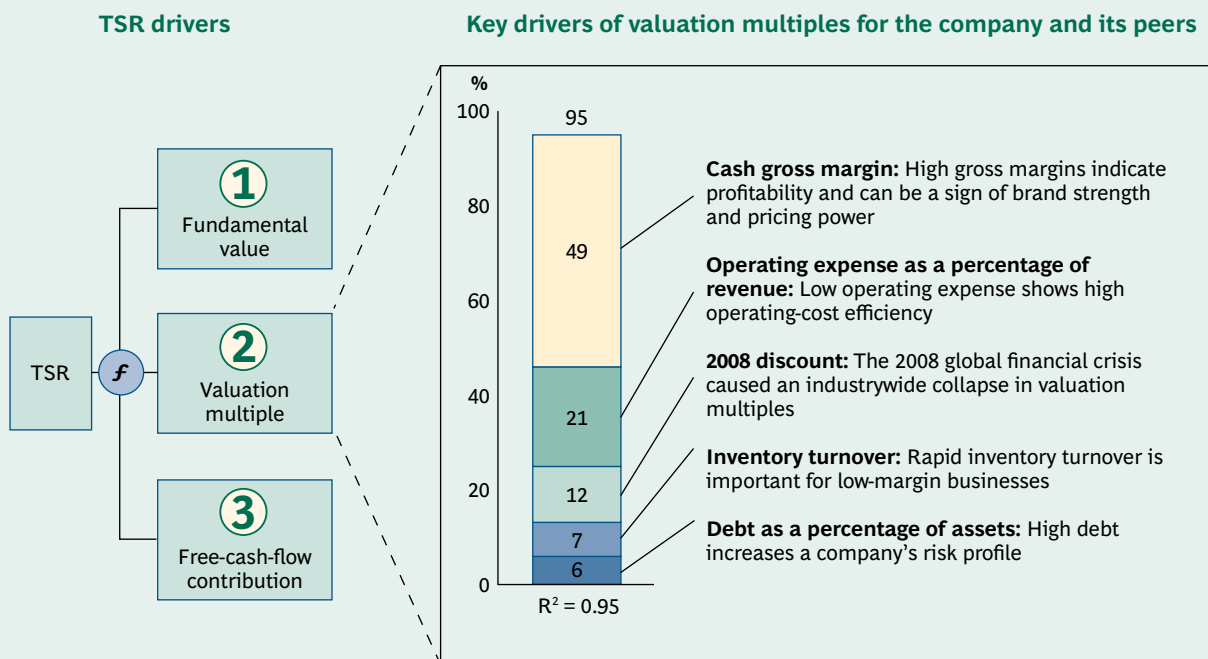 TSR drivers
TSR
f
1
Fundamental
value
2
Valuation
multiple
3
Free-cash-flow
contribution
Key drivers of valuation multiples for the company and its peers
%
100
80
60
40
20
0
95
49
21
12
7
6
R² = 0.95
Cash gross margin: High gross margins indicate
profitability and can be a sign of brand strength
and pricing power
Operating expense as a percentage of
revenue: Low operating expense shows high
operating-cost efficiency
2008 discount: The 2008 global financial crisis
caused an industrywide collapse in valuation
multiples
Inventory turnover: Rapid inventory turnover is
important for low-margin businesses
Debt as a percentage of assets: High debt
increases a company’s risk profile